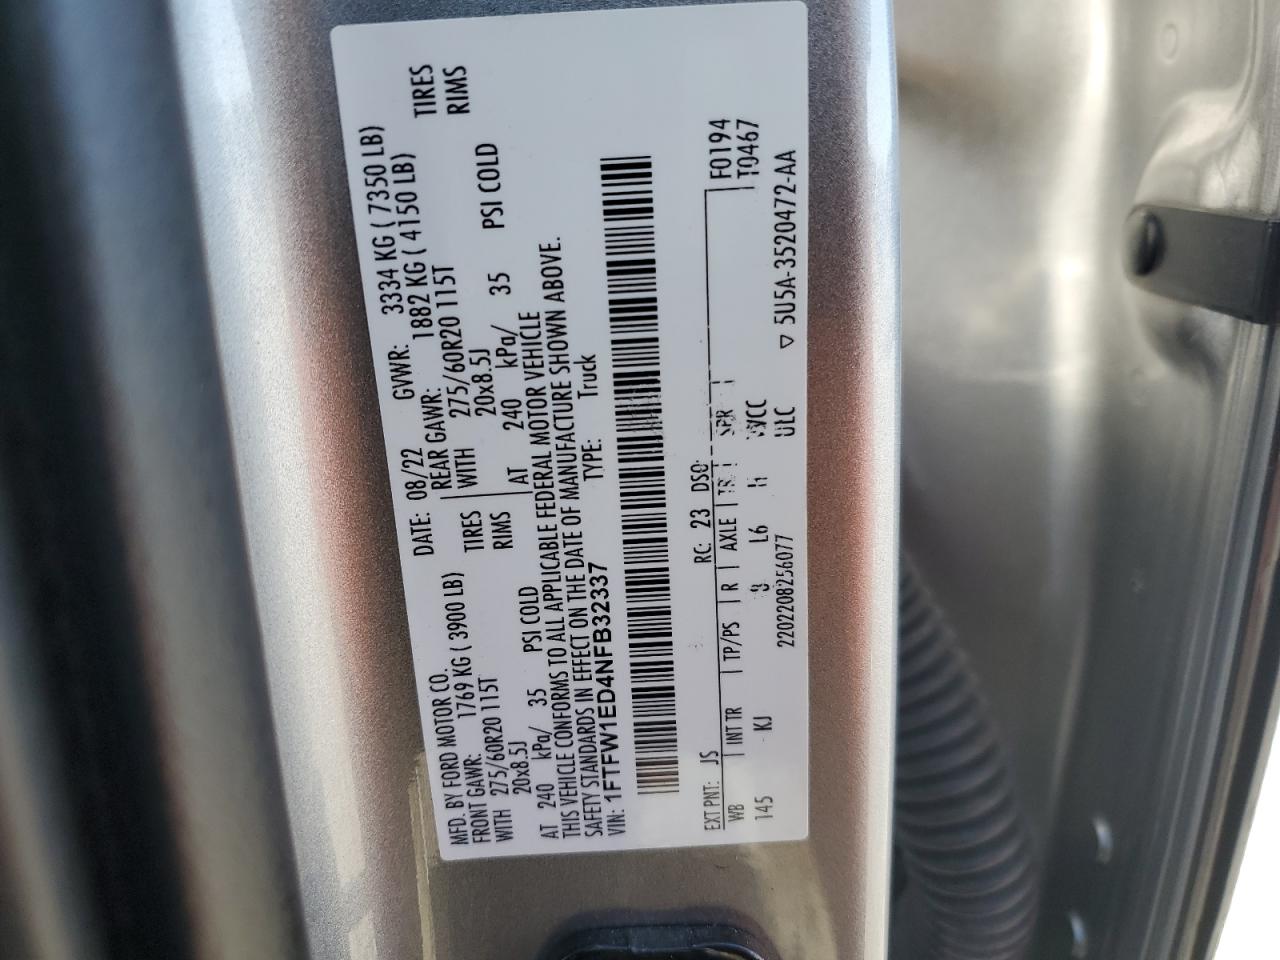 MFD. BY FORD MOTOR CO.
DATE: 08/22 GVWR: 3334 KG ( 7350 LB)
FRONT GAWR: 1769 KG ( 3900 LB) REAR GAWR: 1882 KG ( 4150 LB)
WITH 275/60R20 115T TIRES WITH 275/60R20 115T TIRES
20x8.5J RIMS 20x8.5J RIMS
AT 240 kPa/ 35 PSI COLD AT 240 kPa/ 35 PSI COLD
THIS VEHICLE CONFORMS TO ALL APPLICABLE FEDERAL MOTOR VEHICLE
SAFETY STANDARDS IN EFFECT ON THE DATE OF MANUFACTURE SHOWN ABOVE.
VIN: 1FTFW1ED4NFB32337 TYPE: Truck
EXT PNT: JS RC: 23 DSO: F0194
WB INT TR TP/PS R AXLE TR SPR T0467
145 KJ 9 L6 H VVCC
2202208256077 ULC ▽ 5U5A-3520472-AA